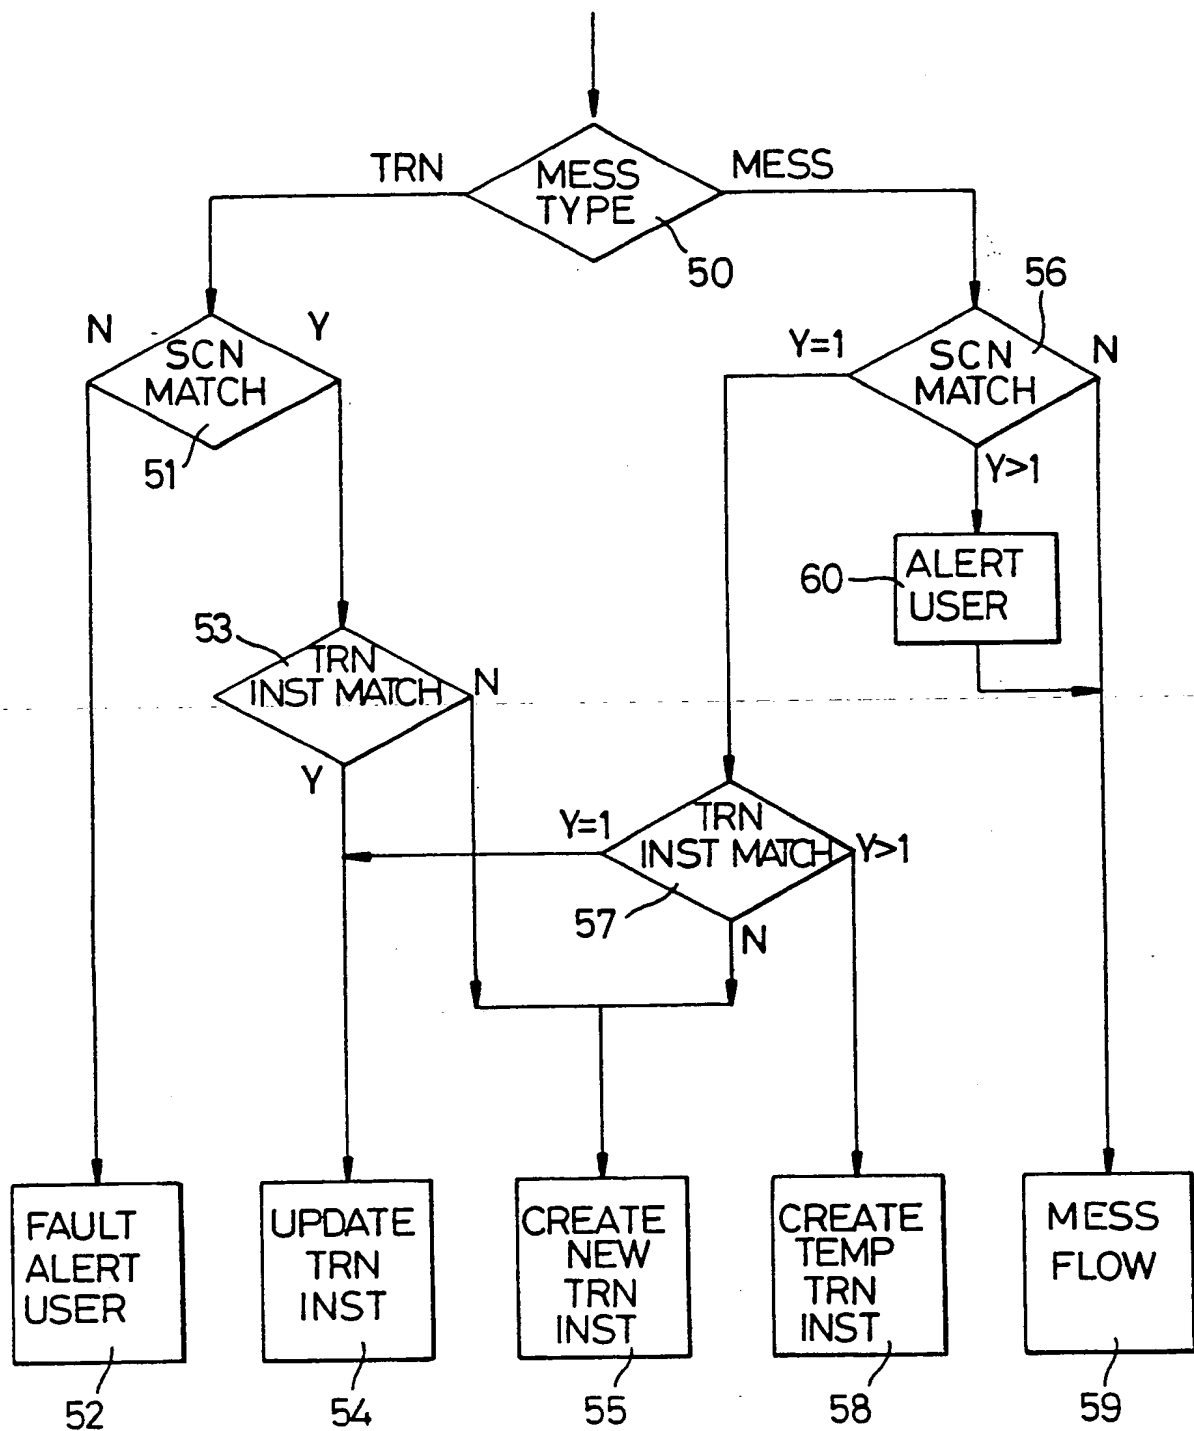 TRN
MESS
MESS
TYPE
50
56
N
Y
SCN
MATCH
51
Y=1
SCN
MATCH
N
Y>1
60
ALERT
USER
53
TRN
INST MATCH
N
Y
Y=1
TRN
INST MATCH
Y>1
57
N
FAULT
ALERT
USER
52
UPDATE
TRN
INST
54
CREATE
NEW
TRN
INST
55
CREATE
TEMP
TRN
INST
58
MESS
FLOW
59